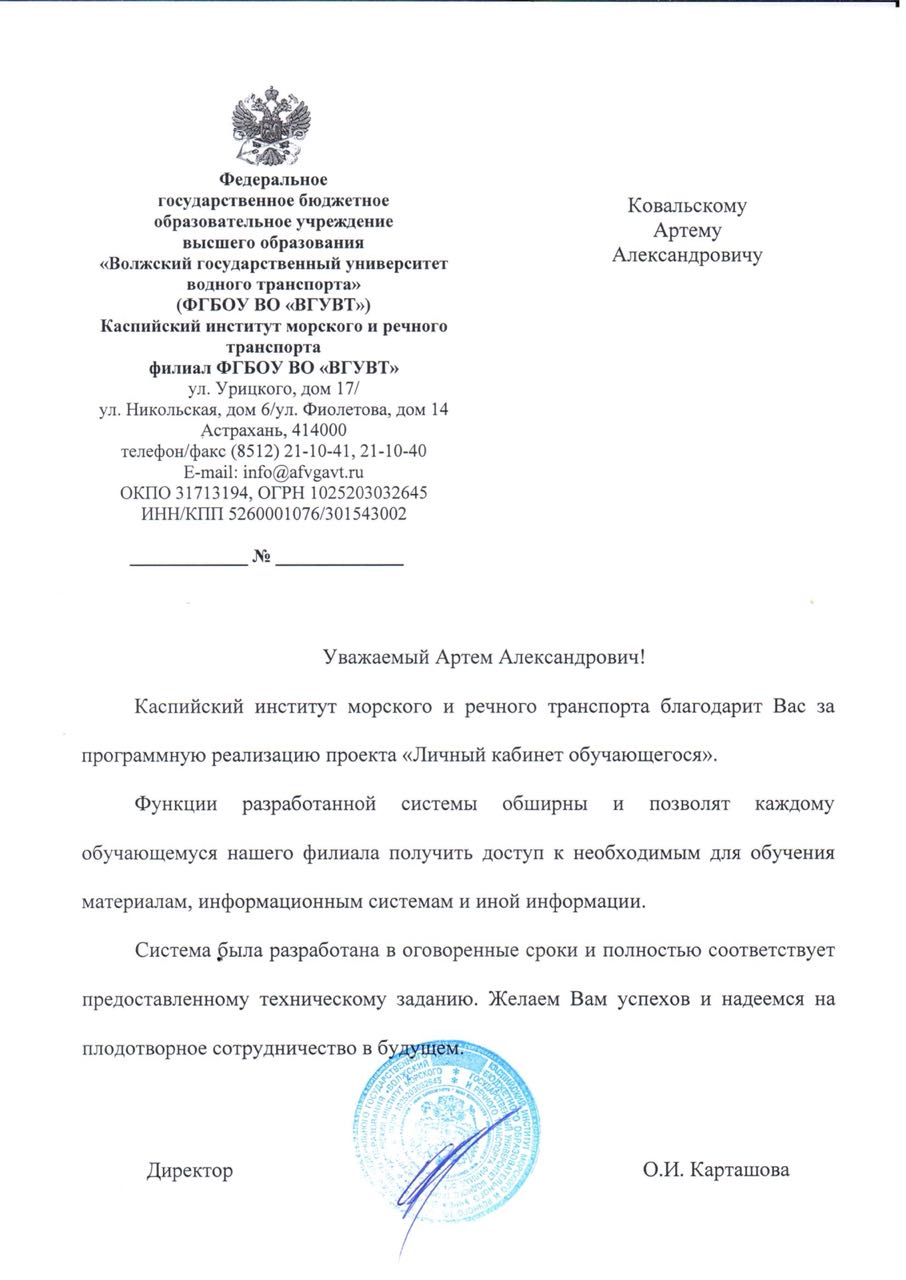 Федеральное
государственное бюджетное
образовательное учреждение
высшего образования
«Волжский государственный университет
водного транспорта»
(ФГБОУ ВО «ВГУВТ»)
Каспийский институт морского и речного
транспорта
филиал ФГБОУ ВО «ВГУВТ»
ул. Урицкого, дом 17/
ул. Никольская, дом 6/ул. Фиолетова, дом 14
Астрахань, 414000
телефон/факс (8512) 21-10-41, 21-10-40
E-mail: info@afvgavt.ru
ОКПО 31713194, ОГРН 1025203032645
ИНН/КПП 5260001076/301543002
____________ № _____________
Ковальскому
Артему
Александровичу
Уважаемый Артем Александрович!
Каспийский институт морского и речного транспорта благодарит Вас за
программную реализацию проекта «Личный кабинет обучающегося».
Функции разработанной системы обширны и позволят каждому
обучающемуся нашего филиала получить доступ к необходимым для обучения
материалам, информационным системам и иной информации.
Система была разработана в оговоренные сроки и полностью соответствует
предоставленному техническому заданию. Желаем Вам успехов и надеемся на
плодотворное сотрудничество в будущем.
Директор О.И. Карташова